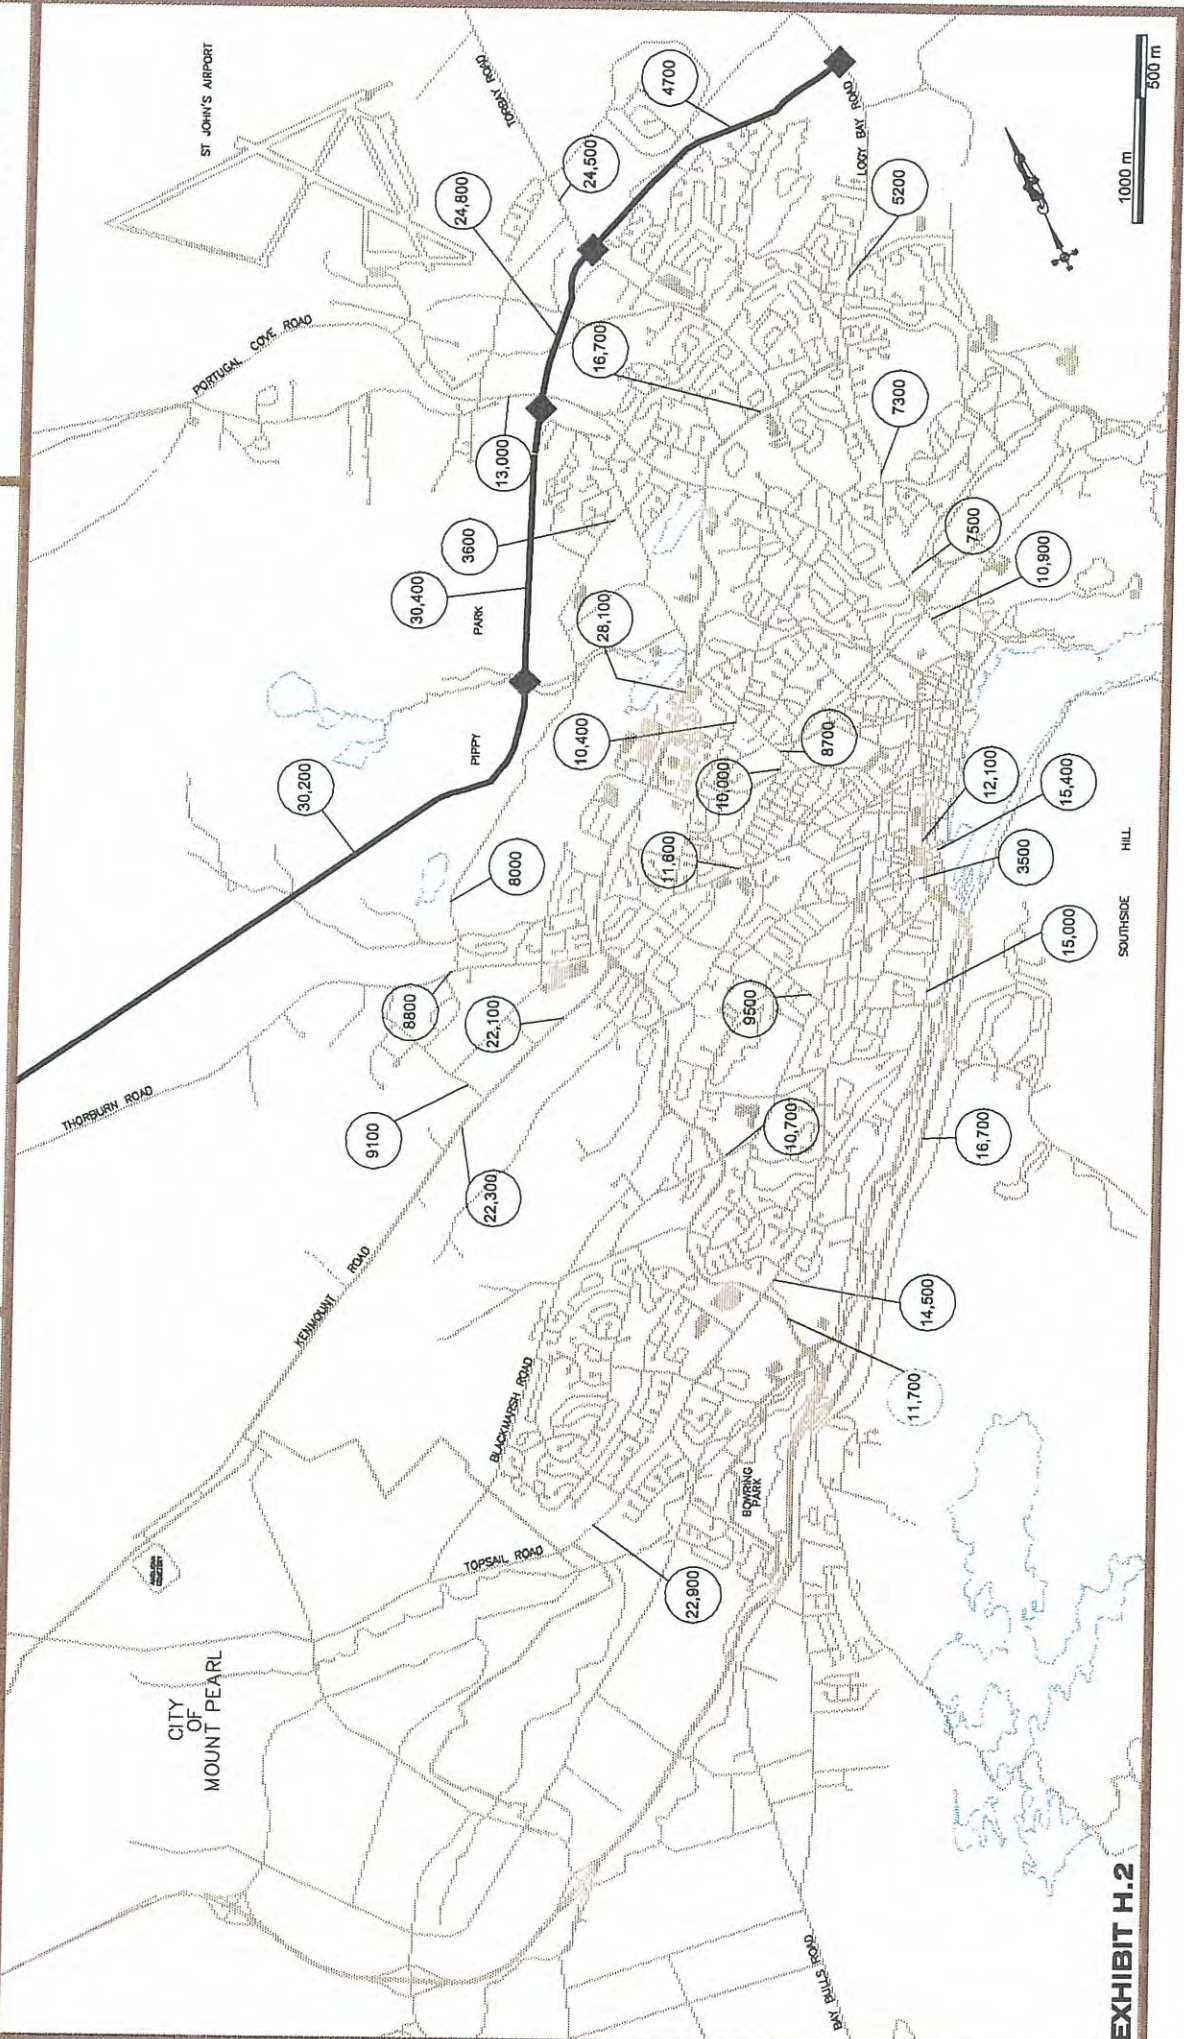 ST JOHN'S AIRPORT
TORBAY ROAD
4700
LOGY BAY ROAD
24,500
24,800
5200
1000 m
500 m
PORTUGAL COVE ROAD
16,700
13,000
7300
3600
30,400
PARK
7500
10,900
28,100
PIPPY
10,400
8700
10,000
30,200
12,100
15,400
8000
11,600
3500
HILL
SOUTHSIDE
15,000
8800
22,100
9500
THORBURN ROAD
9100
10,700
16,700
22,300
KENMOUNT ROAD
14,500
11,700
BLACKMARSH ROAD
BOWRING
PARK
TOPSAIL ROAD
22,900
CITY
OF
MOUNT PEARL
BAY BULLS ROAD
EXHIBIT H.2